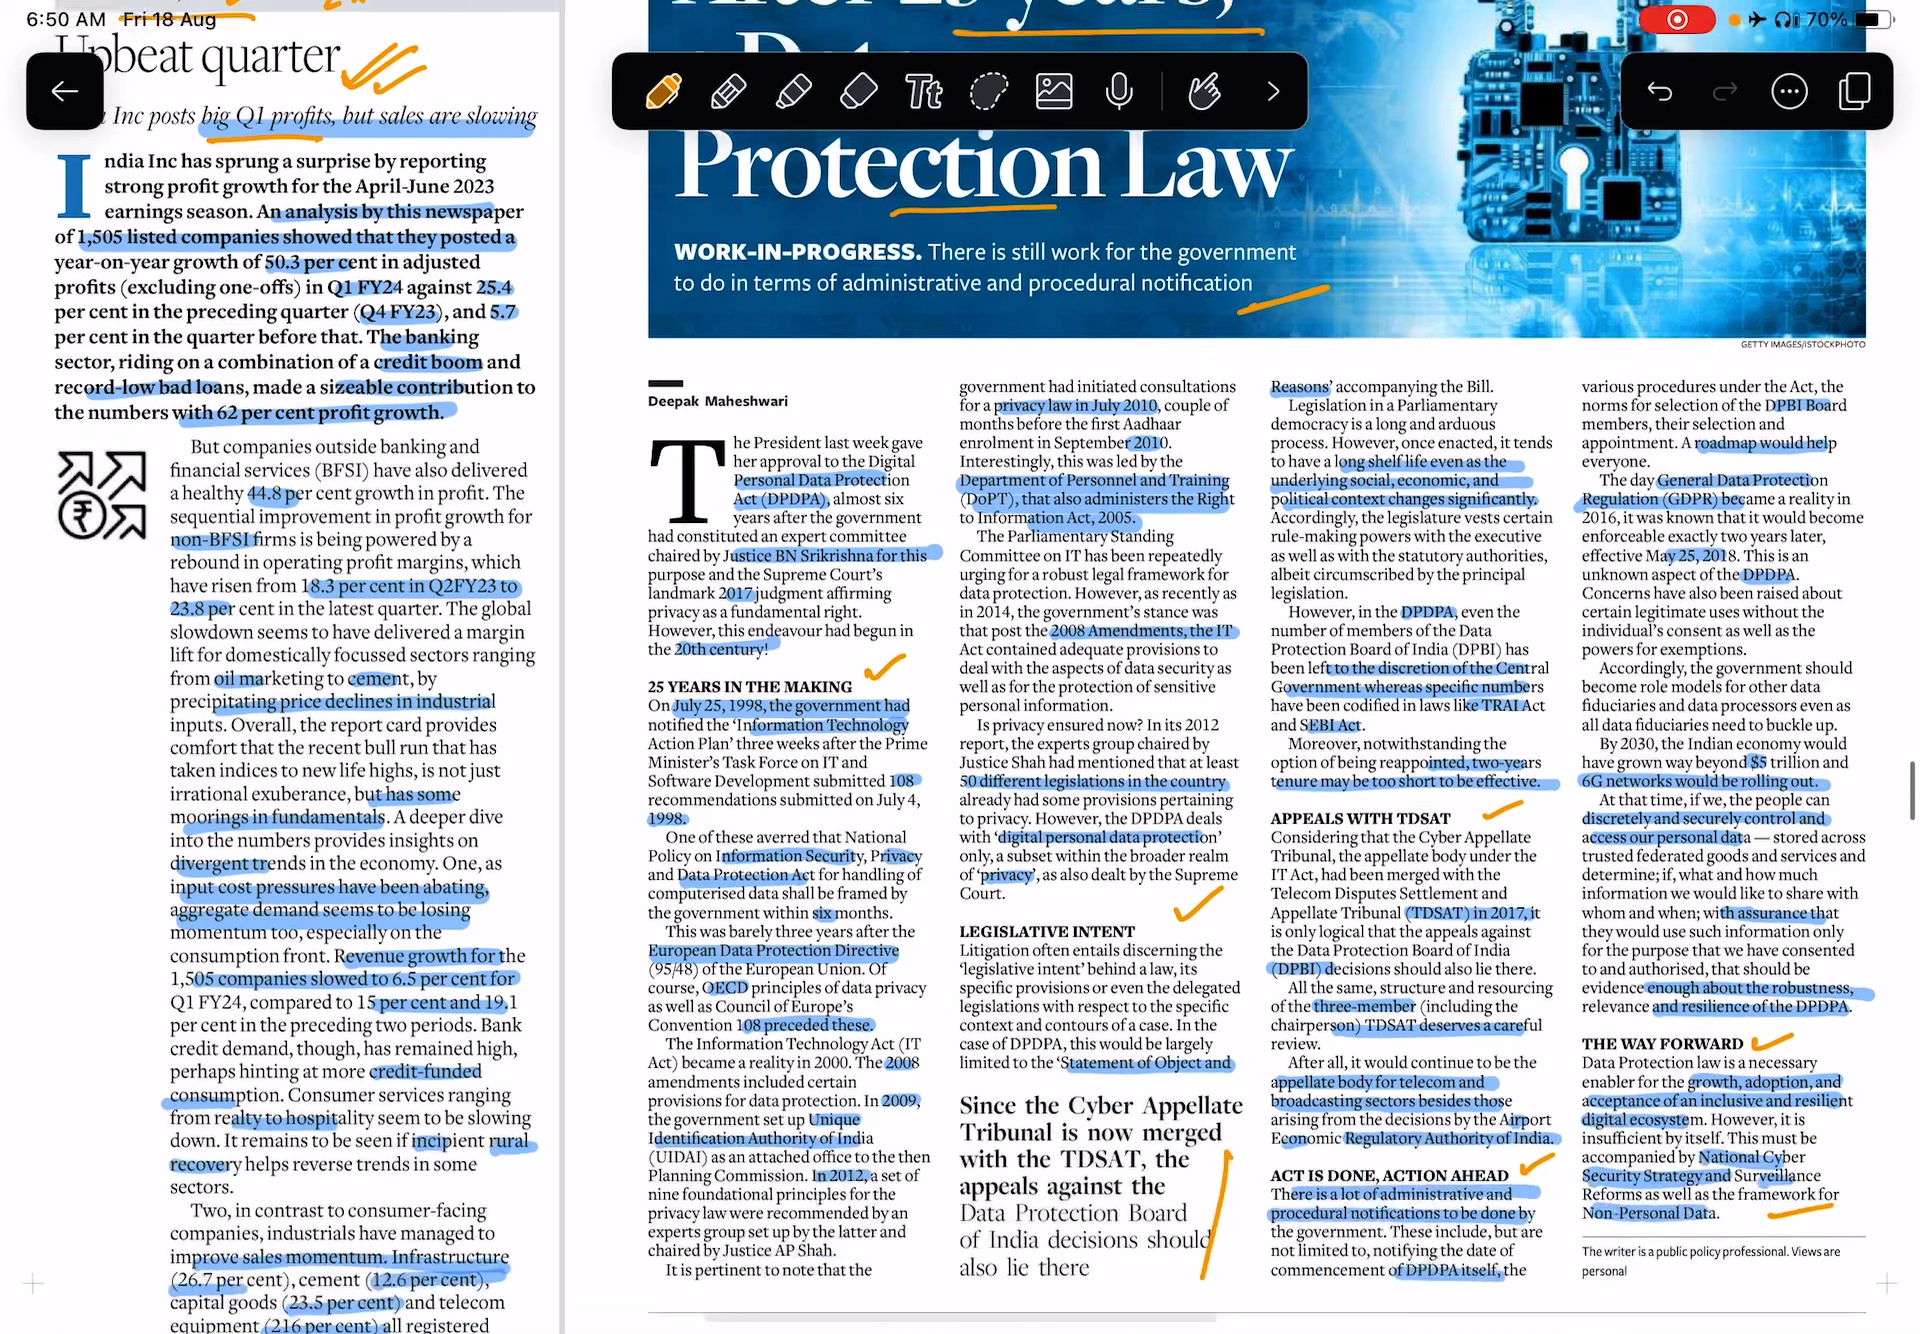 6:50 AM Fri 18 Aug
70%
Upbeat quarter
Inc posts big Q1 profits, but sales are slowing
India Inc has sprung a surprise by reporting
strong profit growth for the April-June 2023
earnings season. An analysis by this newspaper
of 1,505 listed companies showed that they posted a
year-on-year growth of 50.3 per cent in adjusted
profits (excluding one-offs) in Q1 FY24 against 25.4
per cent in the preceding quarter (Q4 FY23), and 5.7
per cent in the quarter before that. The banking
sector, riding on a combination of a credit boom and
record-low bad loans, made a sizeable contribution to
the numbers with 62 per cent profit growth.
But companies outside banking and
financial services (BFSI) have also delivered
a healthy 44.8 per cent growth in profit. The
sequential improvement in profit growth for
non-BFSI firms is being powered by a
rebound in operating profit margins, which
have risen from 18.3 per cent in Q2FY23 to
23.8 per cent in the latest quarter. The global
slowdown seems to have delivered a margin
lift for domestically focussed sectors ranging
from oil marketing to cement, by
precipitating price declines in industrial
inputs. Overall, the report card provides
comfort that the recent bull run that has
taken indices to new life highs, is not just
irrational exuberance, but has some
moorings in fundamentals. A deeper dive
into the numbers provides insights on
divergent trends in the economy. One, as
input cost pressures have been abating,
aggregate demand seems to be losing
momentum too, especially on the
consumption front. Revenue growth for the
1,505 companies slowed to 6.5 per cent for
Q1 FY24, compared to 15 per cent and 19.1
per cent in the preceding two periods. Bank
credit demand, though, has remained high,
perhaps hinting at more credit-funded
consumption. Consumer services ranging
from realty to hospitality seem to be slowing
down. It remains to be seen if incipient rural
recovery helps reverse trends in some
sectors.
Two, in contrast to consumer-facing
companies, industrials have managed to
improve sales momentum. Infrastructure
(26.7 per cent), cement (12.6 per cent),
capital goods (23.5 per cent) and telecom
equipment (216 per cent) all registered
After 25 years,
Protection Law
WORK-IN-PROGRESS. There is still work for the government
to do in terms of administrative and procedural notification
GETTY IMAGES/ISTOCKPHOTO
Deepak Maheshwari
The President last week gave
her approval to the Digital
Personal Data Protection
Act (DPDPA), almost six
years after the government
had constituted an expert committee
chaired by Justice BN Srikrishna for this
purpose and the Supreme Court's
landmark 2017 judgment affirming
privacy as a fundamental right.
However, this endeavour had begun in
the 20th century!
25 YEARS IN THE MAKING
On July 25, 1998, the government had
notified the 'Information Technology
Action Plan' three weeks after the Prime
Minister's Task Force on IT and
Software Development submitted 108
recommendations submitted on July 4,
1998.
One of these averred that National
Policy on Information Security, Privacy
and Data Protection Act for handling of
computerised data shall be framed by
the government within six months.
This was barely three years after the
European Data Protection Directive
(95/48) of the European Union. Of
course, OECD principles of data privacy
as well as Council of Europe's
Convention 108 preceded these.
The Information Technology Act (IT
Act) became a reality in 2000. The 2008
amendments included certain
provisions for data protection. In 2009,
the government set up Unique
Identification Authority of India
(UIDAI) as an attached office to the then
Planning Commission. In 2012, a set of
nine foundational principles for the
privacy law were recommended by an
experts group set up by the latter and
chaired by Justice AP Shah.
It is pertinent to note that the
government had initiated consultations
for a privacy law in July 2010, couple of
months before the first Aadhaar
enrolment in September 2010.
Interestingly, this was led by the
Department of Personnel and Training
(DoPT), that also administers the Right
to Information Act, 2005.
The Parliamentary Standing
Committee on IT has been repeatedly
urging for a robust legal framework for
data protection. However, as recently as
in 2014, the government's stance was
that post the 2008 Amendments, the IT
Act contained adequate provisions to
deal with the aspects of data security as
well as for the protection of sensitive
personal information.
Is privacy ensured now? In its 2012
report, the experts group chaired by
Justice Shah had mentioned that at least
50 different legislations in the country
already had some provisions pertaining
to privacy. However, the DPDPA deals
with 'digital personal data protection'
only, a subset within the broader realm
of 'privacy', as also dealt by the Supreme
Court.
LEGISLATIVE INTENT
Litigation often entails discerning the
'legislative intent' behind a law, its
specific provisions or even the delegated
legislations with respect to the specific
context and contours of a case. In the
case of DPDPA, this would be largely
limited to the 'Statement of Object and
Since the Cyber Appellate
Tribunal is now merged
with the TDSAT, the
appeals against the
Data Protection Board
of India decisions should
also lie there
Reasons' accompanying the Bill.
Legislation in a Parliamentary
democracy is a long and arduous
process. However, once enacted, it tends
to have a long shelf life even as the
underlying social, economic, and
political context changes significantly.
Accordingly, the legislature vests certain
rule-making powers with the executive
as well as with the statutory authorities,
albeit circumscribed by the principal
legislation.
However, in the DPDPA, even the
number of members of the Data
Protection Board of India (DPBI) has
been left to the discretion of the Central
Government whereas specific numbers
have been codified in laws like TRAI Act
and SEBI Act.
Moreover, notwithstanding the
option of being reappointed, two-years
tenure may be too short to be effective.
APPEALS WITH TDSAT
Considering that the Cyber Appellate
Tribunal, the appellate body under the
IT Act, had been merged with the
Telecom Disputes Settlement and
Appellate Tribunal (TDSAT) in 2017, it
is only logical that the appeals against
the Data Protection Board of India
(DPBI) decisions should also lie there.
All the same, structure and resourcing
of the three-member (including the
chairperson) TDSAT deserves a careful
review.
After all, it would continue to be the
appellate body for telecom and
broadcasting sectors besides those
arising from the decisions by the Airport
Economic Regulatory Authority of India.
ACT IS DONE, ACTION AHEAD
There is a lot of administrative and
procedural notifications to be done by
the government. These include, but are
not limited to, notifying the date of
commencement of DPDPA itself, the
various procedures under the Act, the
norms for selection of the DPBI Board
members, their selection and
appointment. A roadmap would help
everyone.
The day General Data Protection
Regulation (GDPR) became a reality in
2016, it was known that it would become
enforceable exactly two years later,
effective May 25, 2018. This is an
unknown aspect of the DPDPA.
Concerns have also been raised about
certain legitimate uses without the
individual's consent as well as the
powers for exemptions.
Accordingly, the government should
become role models for other data
fiduciaries and data processors even as
all data fiduciaries need to buckle up.
By 2030, the Indian economy would
have grown way beyond $5 trillion and
6G networks would be rolling out.
At that time, if we, the people can
discretely and securely control and
access our personal data — stored across
trusted federated goods and services and
determine; if, what and how much
information we would like to share with
whom and when; with assurance that
they would use such information only
for the purpose that we have consented
to and authorised, that should be
evidence enough about the robustness,
relevance and resilience of the DPDPA.
THE WAY FORWARD
Data Protection law is a necessary
enabler for the growth, adoption, and
acceptance of an inclusive and resilient
digital ecosystem. However, it is
insufficient by itself. This must be
accompanied by National Cyber
Security Strategy and Surveillance
Reforms as well as the framework for
Non-Personal Data.
The writer is a public policy professional. Views are
personal